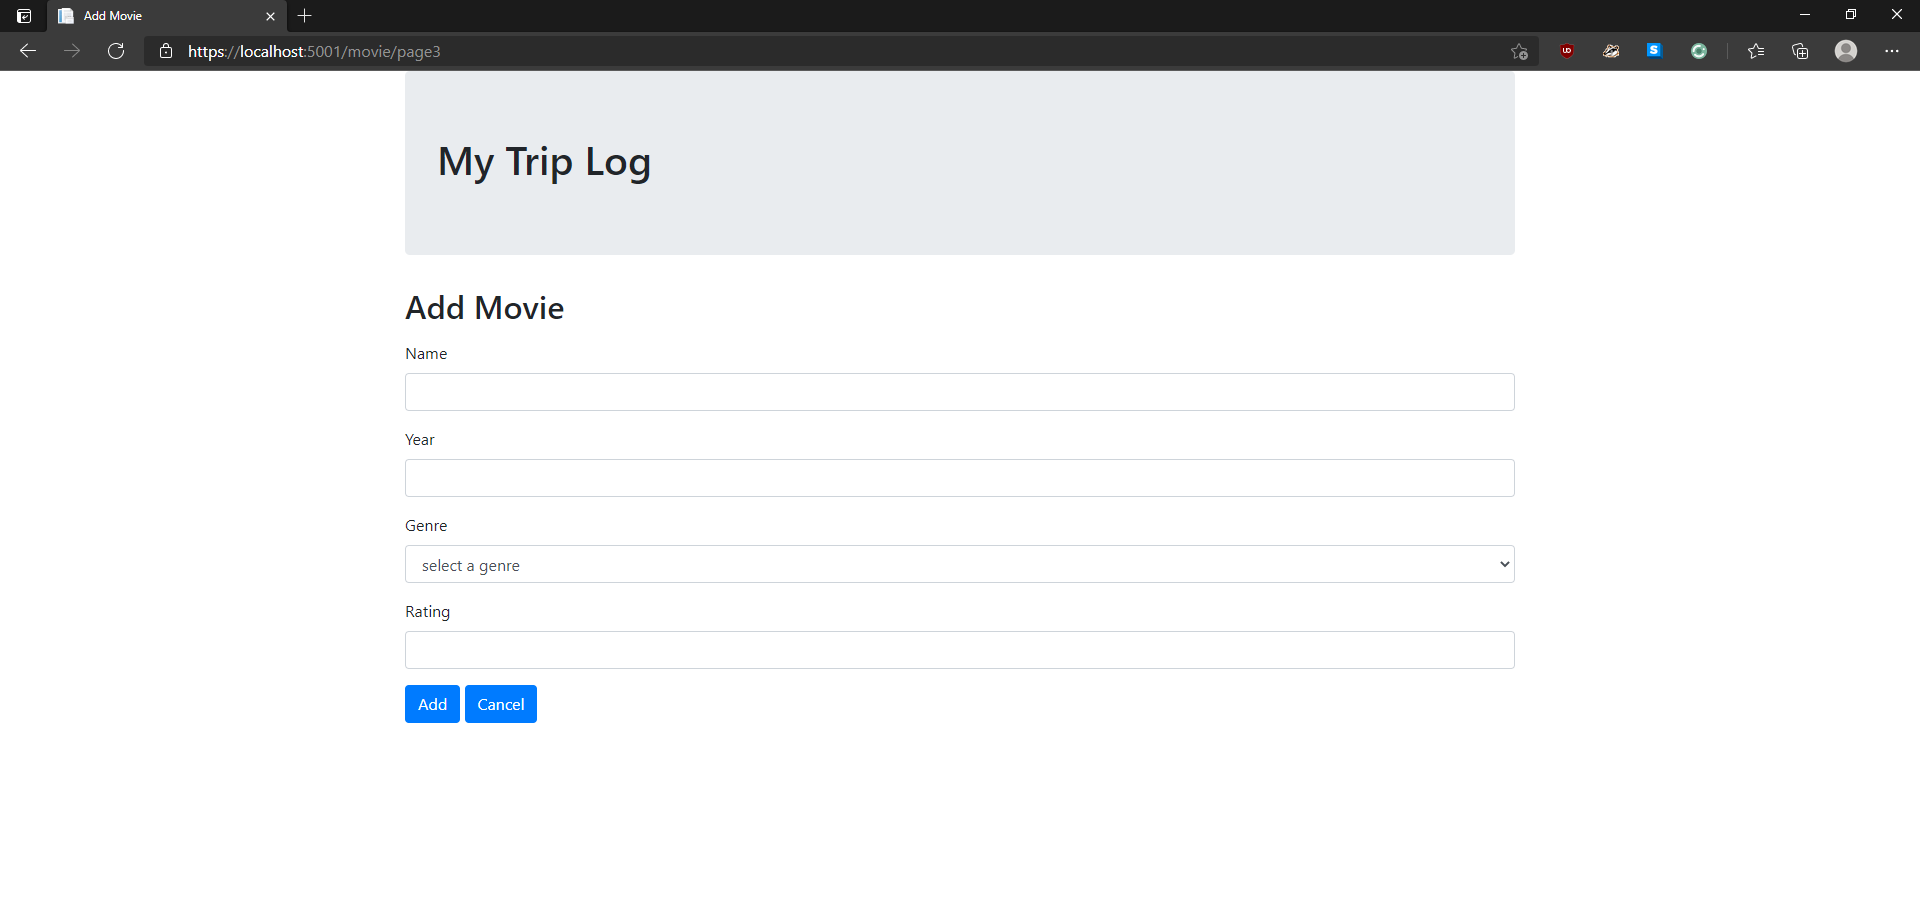 Add Movie
https://localhost:5001/movie/page3
My Trip Log
Add Movie
Name
Year
Genre
select a genre
Rating
Add Cancel